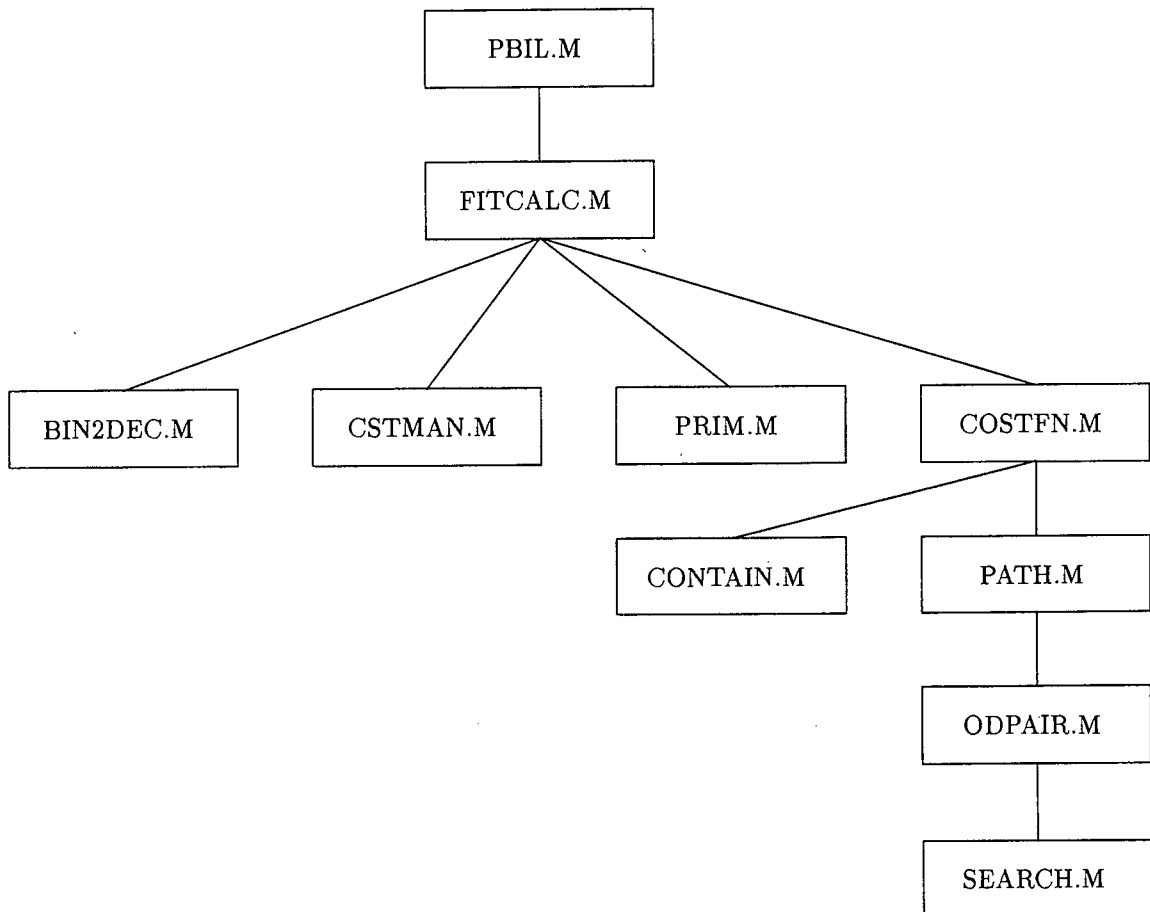 PBIL.M
FITCALC.M
BIN2DEC.M
CSTMAN.M
PRIM.M
COSTFN.M
CONTAIN.M
PATH.M
ODPAIR.M
SEARCH.M